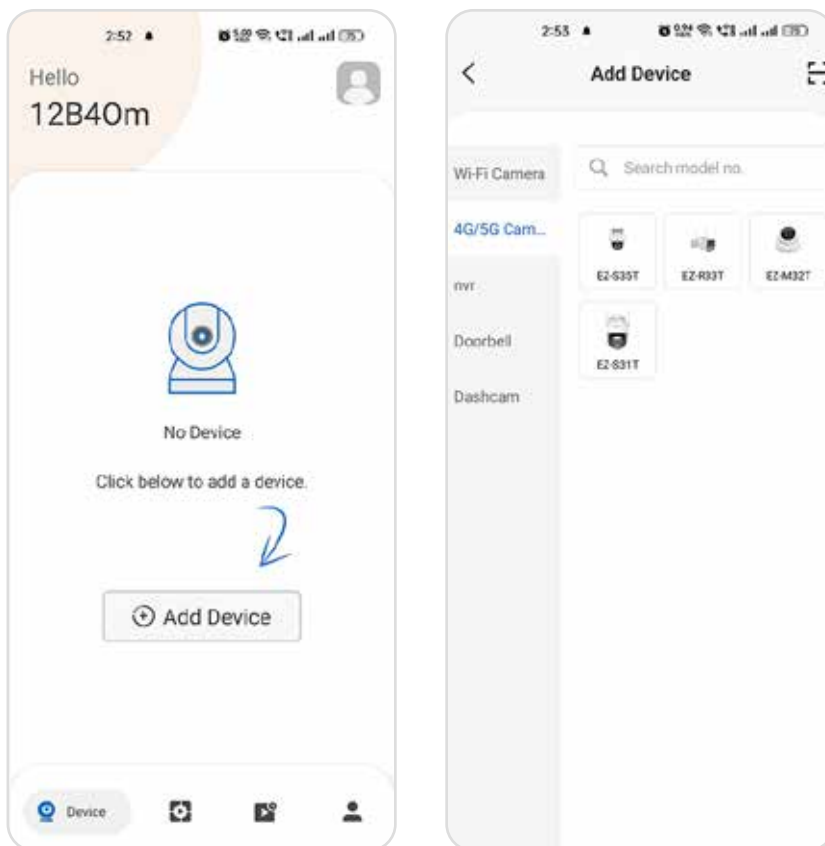 2:52
Hello
12B4Om
No Device
Click below to add a device.
Add Device
Device
2:53
Add Device
Wi-Fi Camera
Search model no.
4G/5G Cam...
EZ-S35T
EZ-R33T
EZ-M32T
nvr
Doorbell
EZ-S31T
Dashcam